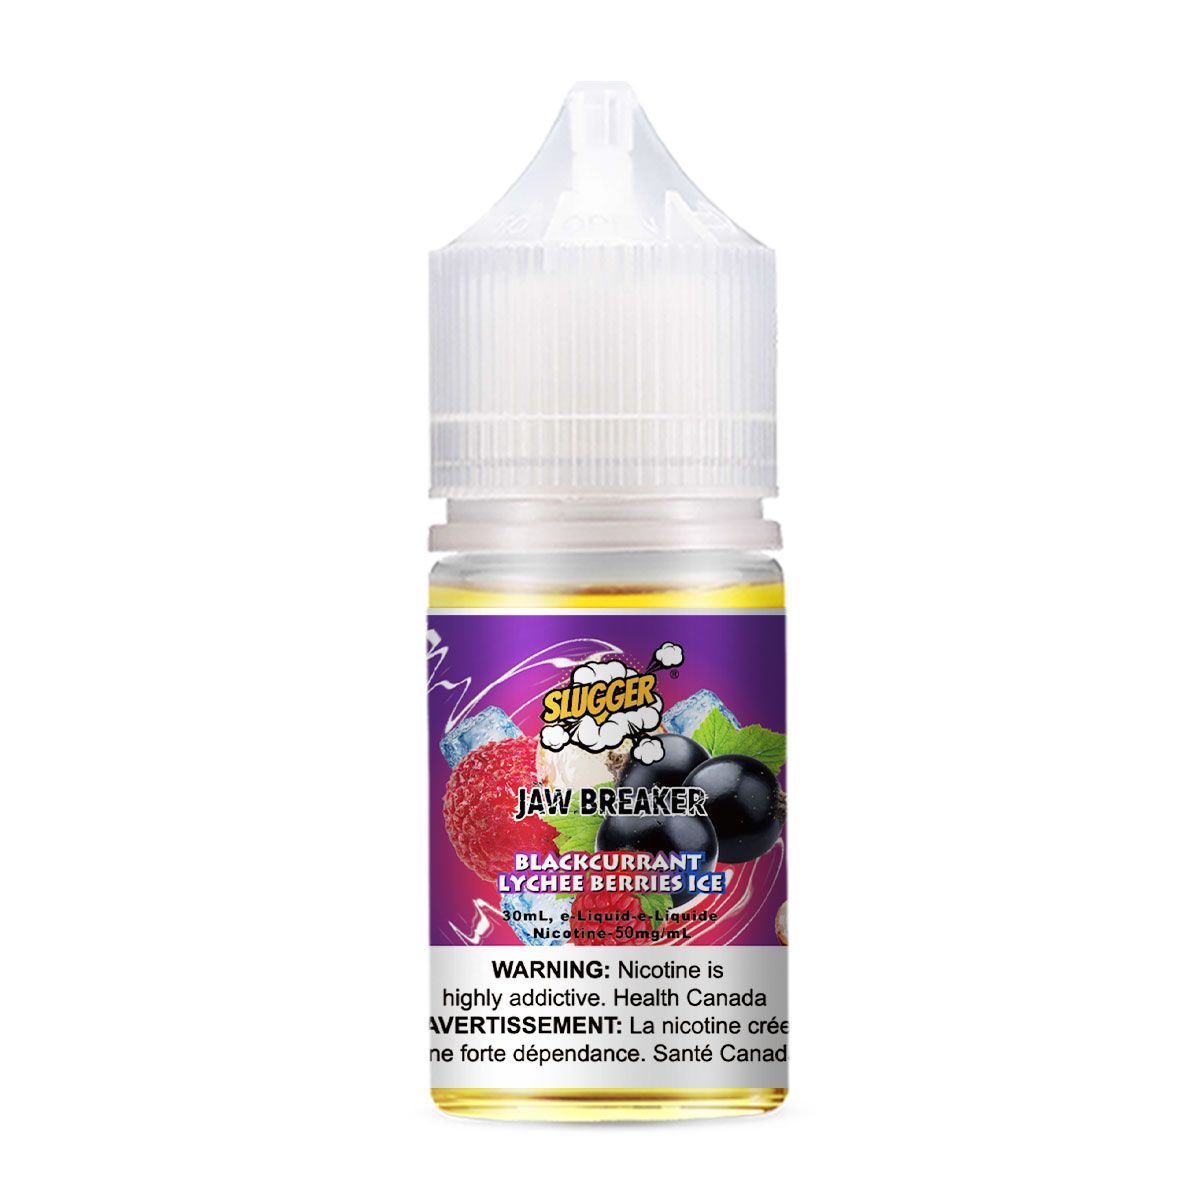 SLUGGER
®
JAW BREAKER
BLACKCURRANT
LYCHEE BERRIES ICE
30mL, e-Liquid-e-Liquide
Nicotine-50mg/mL
WARNING: Nicotine is
highly addictive. Health Canada
AVERTISSEMENT: La nicotine crée
ne forte dépendance. Santé Canad